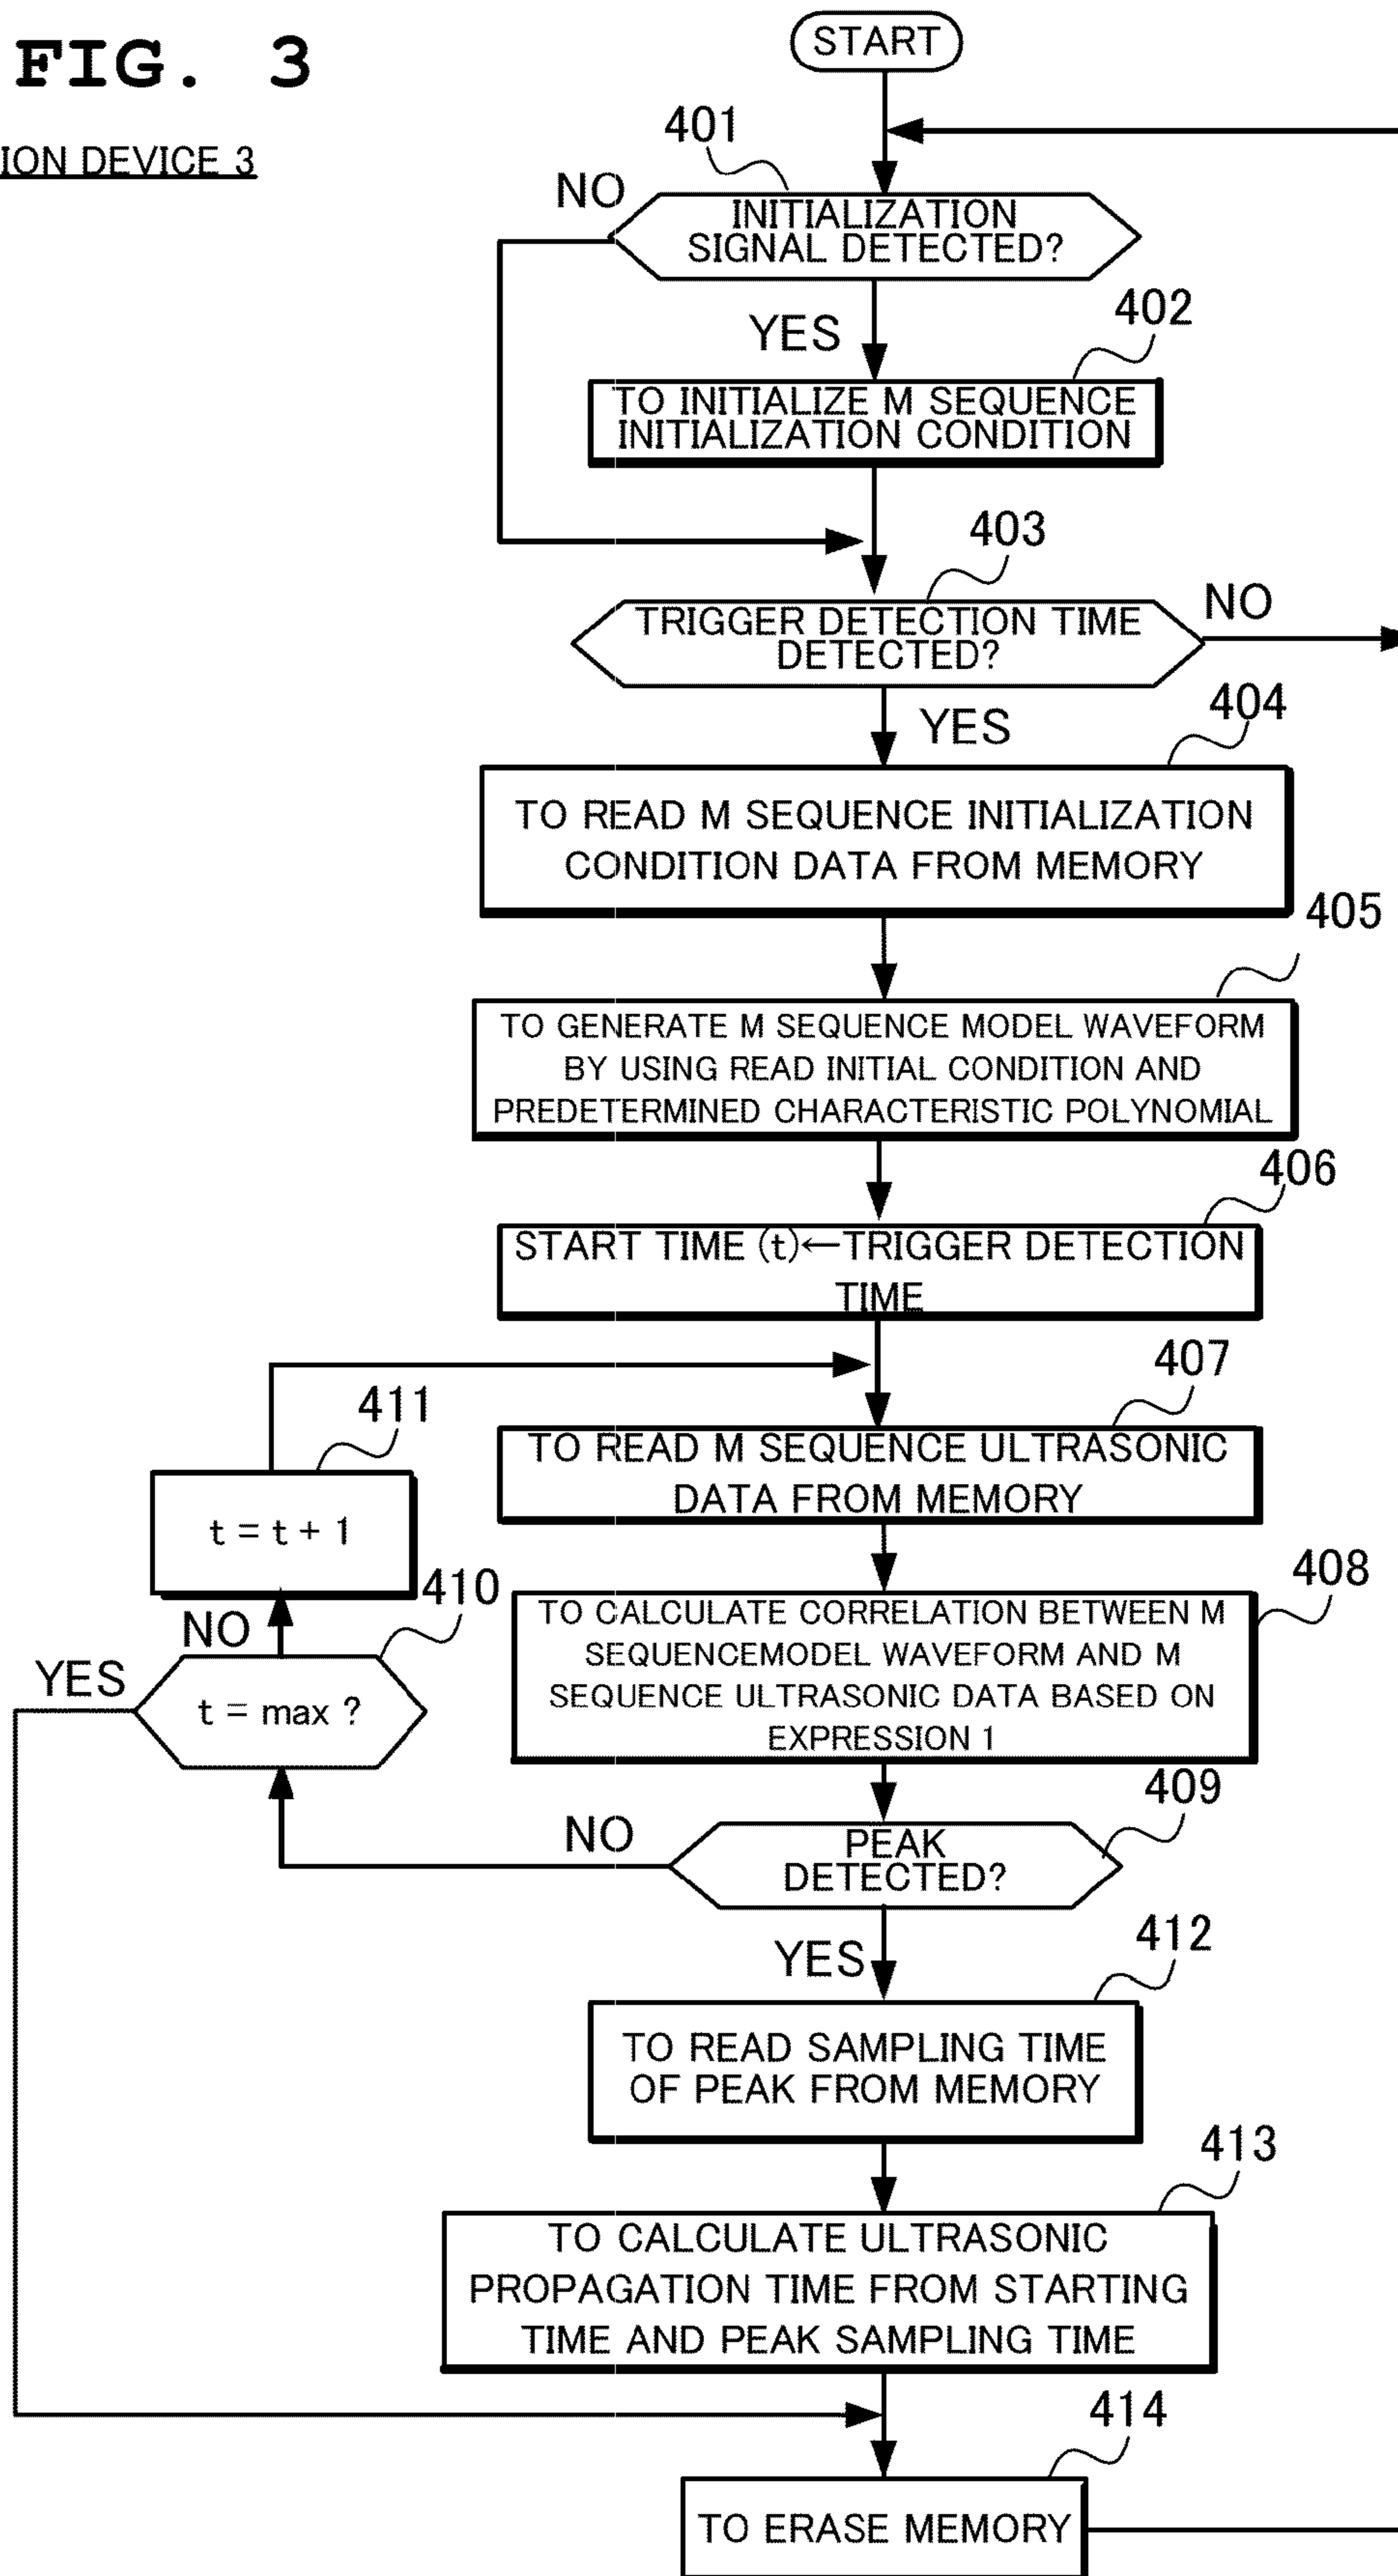 FIG. 3
ION DEVICE 3
START
401
NO
INITIALIZATION
SIGNAL DETECTED?
YES
402
TO INITIALIZE M SEQUENCE
INITIALIZATION CONDITION
403
TRIGGER DETECTION TIME
DETECTED?
NO
YES
404
TO READ M SEQUENCE INITIALIZATION
CONDITION DATA FROM MEMORY
405
TO GENERATE M SEQUENCE MODEL WAVEFORM
BY USING READ INITIAL CONDITION AND
PREDETERMINED CHARACTERISTIC POLYNOMIAL
406
START TIME (t)←TRIGGER DETECTION
TIME
407
TO READ M SEQUENCE ULTRASONIC
DATA FROM MEMORY
411
t = t + 1
410
NO
YES
t = max ?
408
TO CALCULATE CORRELATION BETWEEN M
SEQUENCEMODEL WAVEFORM AND M
SEQUENCE ULTRASONIC DATA BASED ON
EXPRESSION 1
409
NO
PEAK
DETECTED?
YES
412
TO READ SAMPLING TIME
OF PEAK FROM MEMORY
413
TO CALCULATE ULTRASONIC
PROPAGATION TIME FROM STARTING
TIME AND PEAK SAMPLING TIME
414
TO ERASE MEMORY